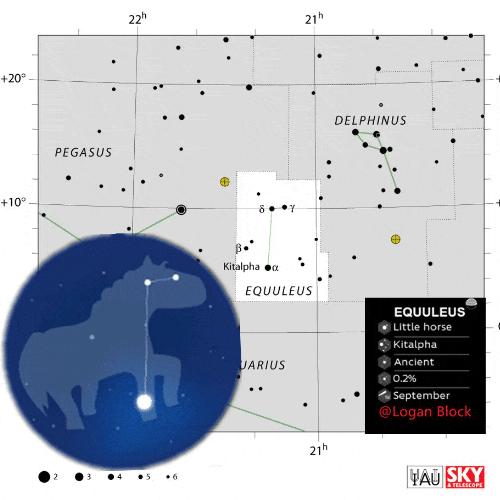 22h 21h
+20°
DELPHINUS
PEGASUS
+10°
δ γ
β
Kitalpha α
EQUULEUS
EQUULEUS
Little horse
Kitalpha
Ancient
0.2%
September
@Logan Block
UARIUS
21h
2 3 4 5 6
IAU
SKY
& TELESCOPE